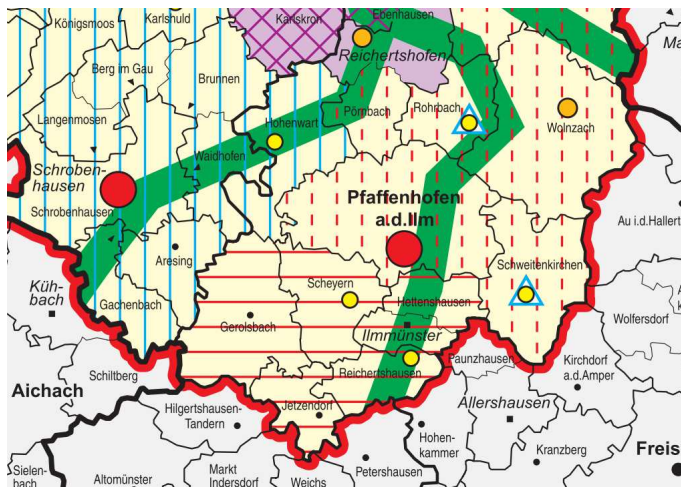 Königsmoos
Karlshuld
Karlskron
Ebenhausen
Reichertshofen
Berg im Gau
Brunnen
Langenmosen
Hohenwart
Pörnbach
Rohrbach
Wolnzach
Waidhofen
Schroben-
hausen
Schrobenhausen
Pfaffenhofen
a.d.Ilm
Au i.d.Hallert
Aresing
Scheyern
Schweitenkirchen
Küh-
bach
Gachenbach
Gerolsbach
Hettenshausen
Ilmmünster
Wolfersdorf
Schiltberg
Reichertshausen
Paunzhausen
Kirchdorf
a.d.Amper
Aichach
Hilgertshausen-
Tandern
Jetzendorf
Allershausen
Hohen-
kammer
Kranzberg
Freis
Sielen-
bach
Altomünster
Markt
Indersdorf
Weichs
Petershausen